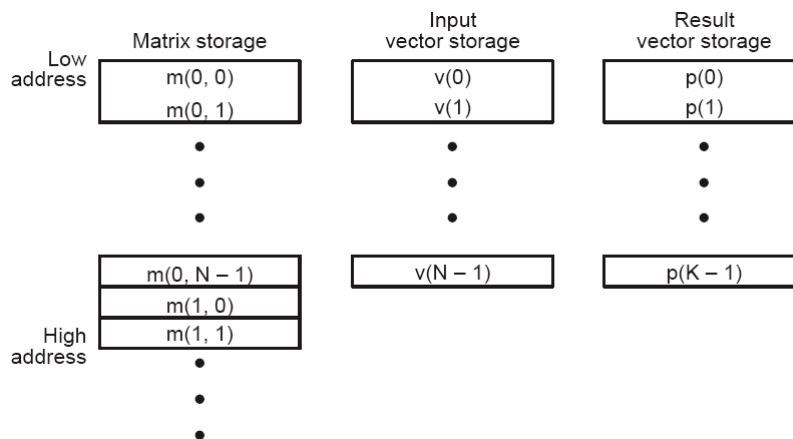 Low
address
Matrix storage
m(0, 0)
m(0, 1)
m(0, N – 1)
m(1, 0)
m(1, 1)
High
address
Input
vector storage
v(0)
v(1)
v(N – 1)
Result
vector storage
p(0)
p(1)
p(K – 1)